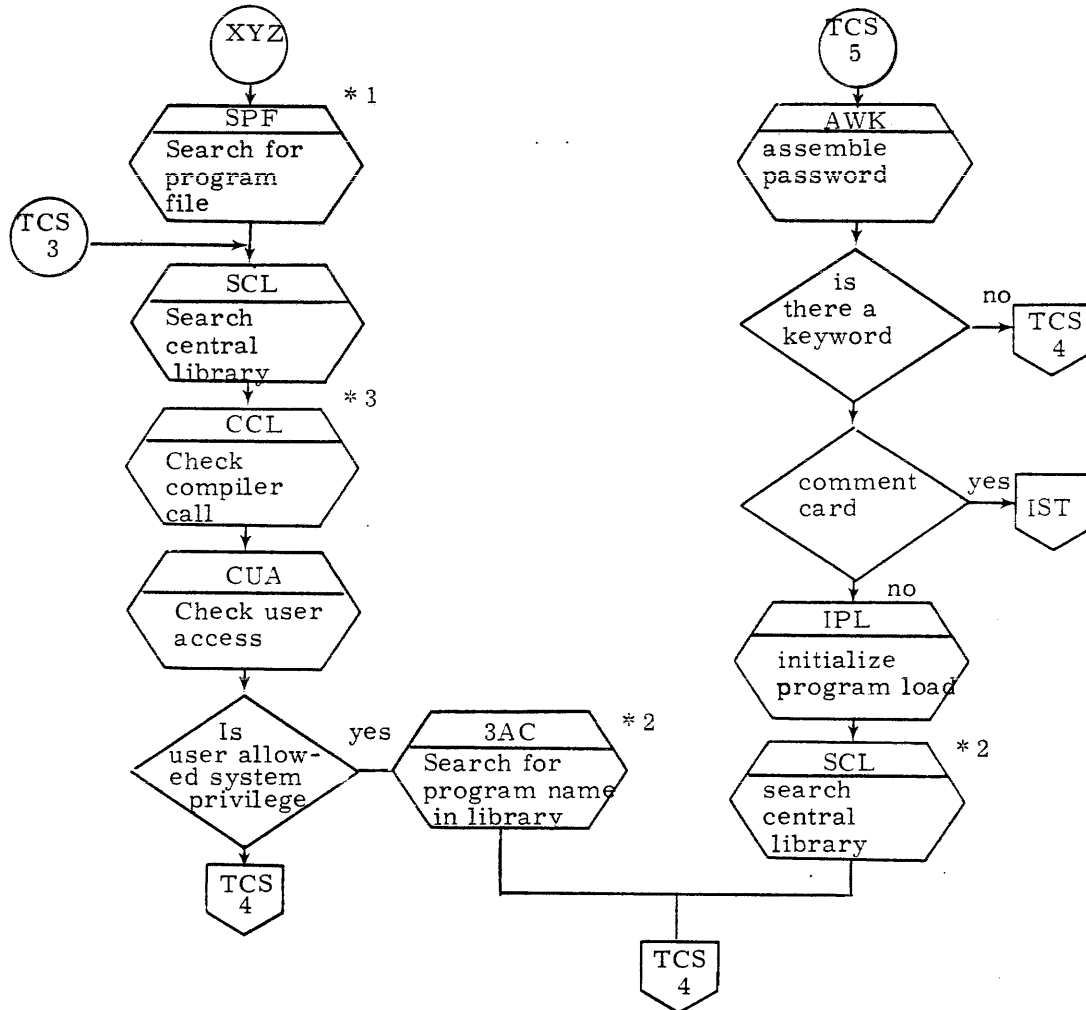 XYZ
* 1
SPF
Search for
program
file
TCS
3
SCL
Search
central
library
* 3
CCL
Check
compiler
call
CUA
Check user
access
Is
user allow-
ed system
privilege
yes
* 2
3AC
Search for
program name
in library
TCS
4
TCS
5
AWK
assemble
password
is
there a
keyword
no
TCS
4
comment
card
yes
IST
no
IPL
initialize
program load
* 2
SCL
search
central
library
TCS
4